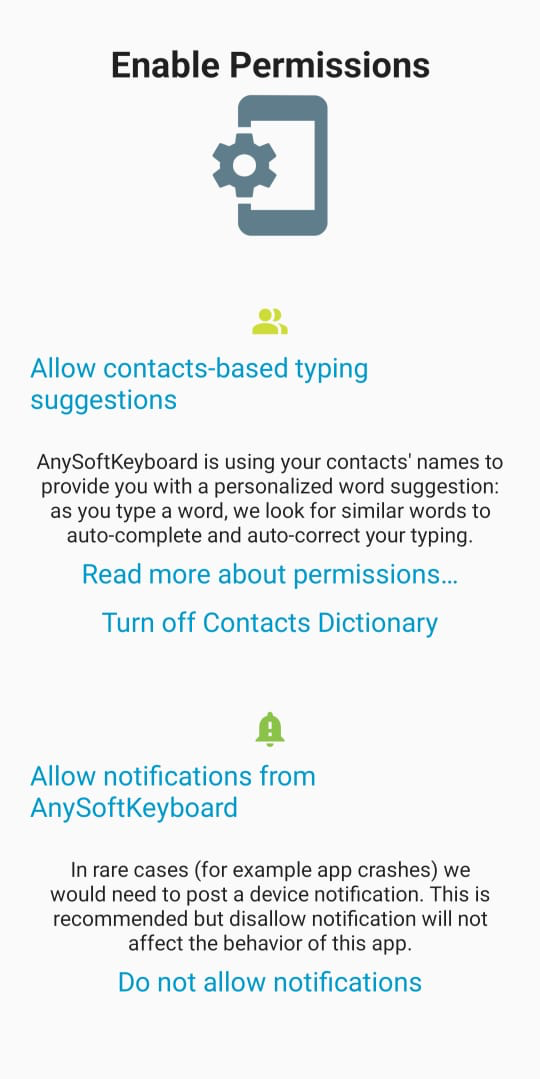 Enable Permissions
Allow contacts-based typing
suggestions
AnySoftKeyboard is using your contacts' names to
provide you with a personalized word suggestion:
as you type a word, we look for similar words to
auto-complete and auto-correct your typing.
Read more about permissions…
Turn off Contacts Dictionary
Allow notifications from
AnySoftKeyboard
In rare cases (for example app crashes) we
would need to post a device notification. This is
recommended but disallow notification will not
affect the behavior of this app.
Do not allow notifications